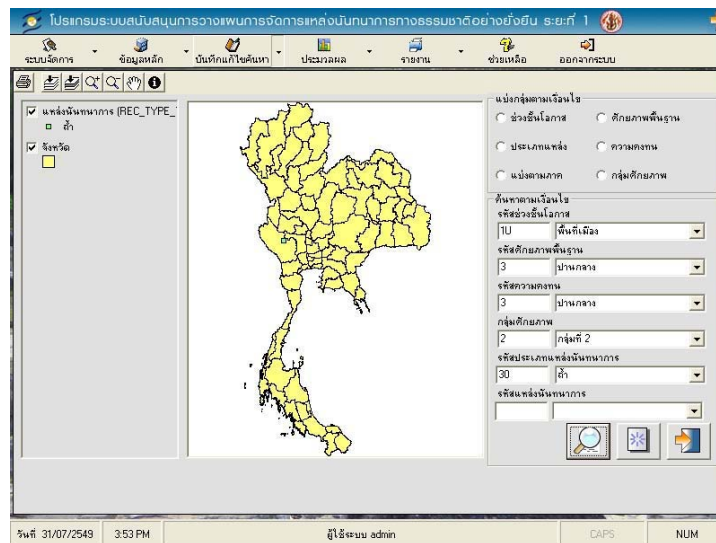 โปรแกรมระบบสนับสนุนการวางแผนการจัดการแหล่งนันทนาการทางธรรมชาติอย่างยั่งยืน ระยะที่ 1
ระบบจัดการ ข้อมูลหลัก บันทึกแก้ไขค้นหา ประมวลผล รายงาน ช่วยเหลือ ออกจากระบบ
แหล่งนันทนาการ (REC_TYPE_
ถ้ำ
จังหวัด
แบ่งกลุ่มตามเงื่อนไข
ช่วงชั้นโอกาส ศักยภาพพื้นฐาน
ประเภทแหล่ง ความคงทน
แบ่งตามภาค กลุ่มศักยภาพ
ค้นหาตามเงื่อนไข
รหัสช่วงชั้นโอกาส
1U พื้นที่เมือง
รหัสศักยภาพพื้นฐาน
3 ปานกลาง
รหัสความคงทน
3 ปานกลาง
กลุ่มศักยภาพ
2 กลุ่มที่ 2
รหัสประเภทแหล่งนันทนาการ
30 ถ้ำ
รหัสแหล่งนันทนาการ
วันที่ 31/07/2549 3:53 PM ผู้ใช้ระบบ admin CAPS NUM